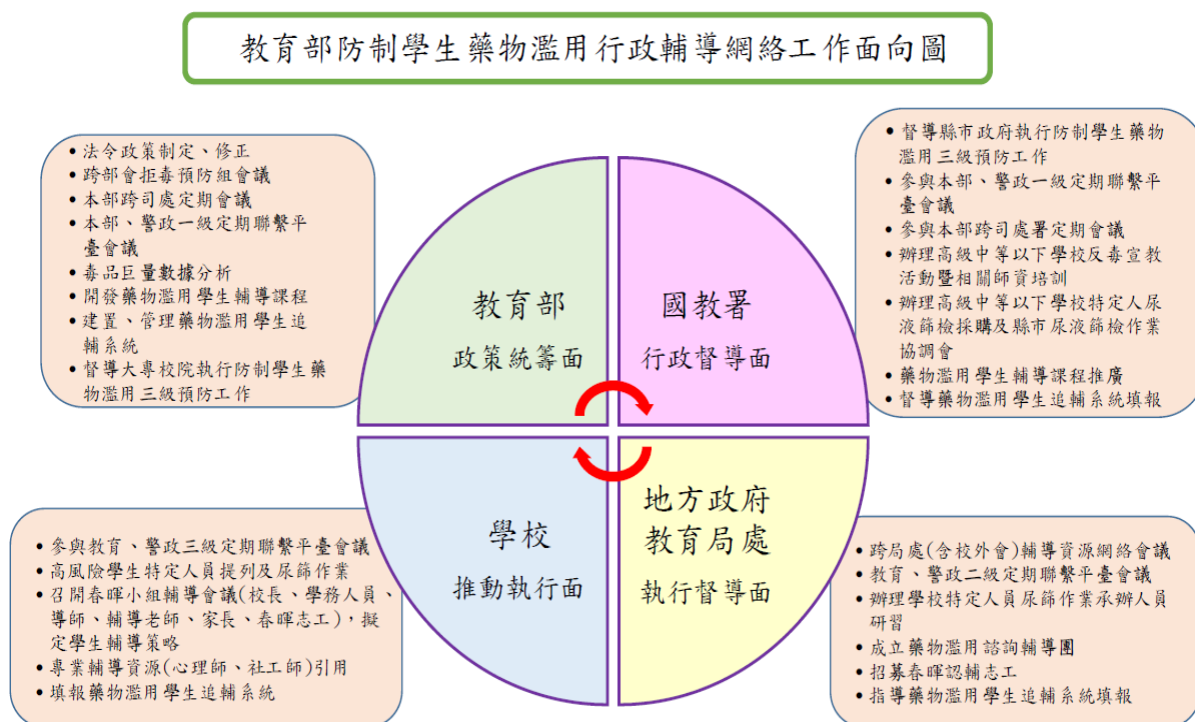 教育部防制學生藥物濫用行政輔導網絡工作面向圖
• 法令政策制定、修正
• 跨部會拒毒預防組會議
• 本部跨司處定期會議
• 本部、警政一級定期聯繫平
臺會議
• 毒品巨量數據分析
• 開發藥物濫用學生輔導課程
• 建置、管理藥物濫用學生追
輔系統
• 督導大專校院執行防制學生藥
物濫用三級預防工作
教育部
政策統籌面
國教署
行政督導面
• 督導縣市政府執行防制學生藥物
濫用三級預防工作
• 參與本部、警政一級定期聯繫平
臺會議
• 參與本部跨司處署定期會議
• 辦理高級中等以下學校反毒宣教
活動暨相關師資培訓
• 辦理高級中等以下學校特定人尿
液篩檢採購及縣市尿液篩檢作業
協調會
• 藥物濫用學生輔導課程推廣
• 督導藥物濫用學生追輔系統填報
• 參與教育、警政三級定期聯繫平臺會議
• 高風險學生特定人員提列及尿篩作業
• 召開春暉小組輔導會議(校長、學務人員、
導師、輔導老師、家長、春暉志工)，擬
定學生輔導策略
• 專業輔導資源(心理師、社工師)引用
• 填報藥物濫用學生追輔系統
學校
推動執行面
地方政府
教育局處
執行督導面
• 跨局處(含校外會)輔導資源網絡會議
• 教育、警政二級定期聯繫平臺會議
• 辦理學校特定人員尿篩作業承辦人員
研習
• 成立藥物濫用諮詢輔導團
• 招募春暉認輔志工
• 指導藥物濫用學生追輔系統填報